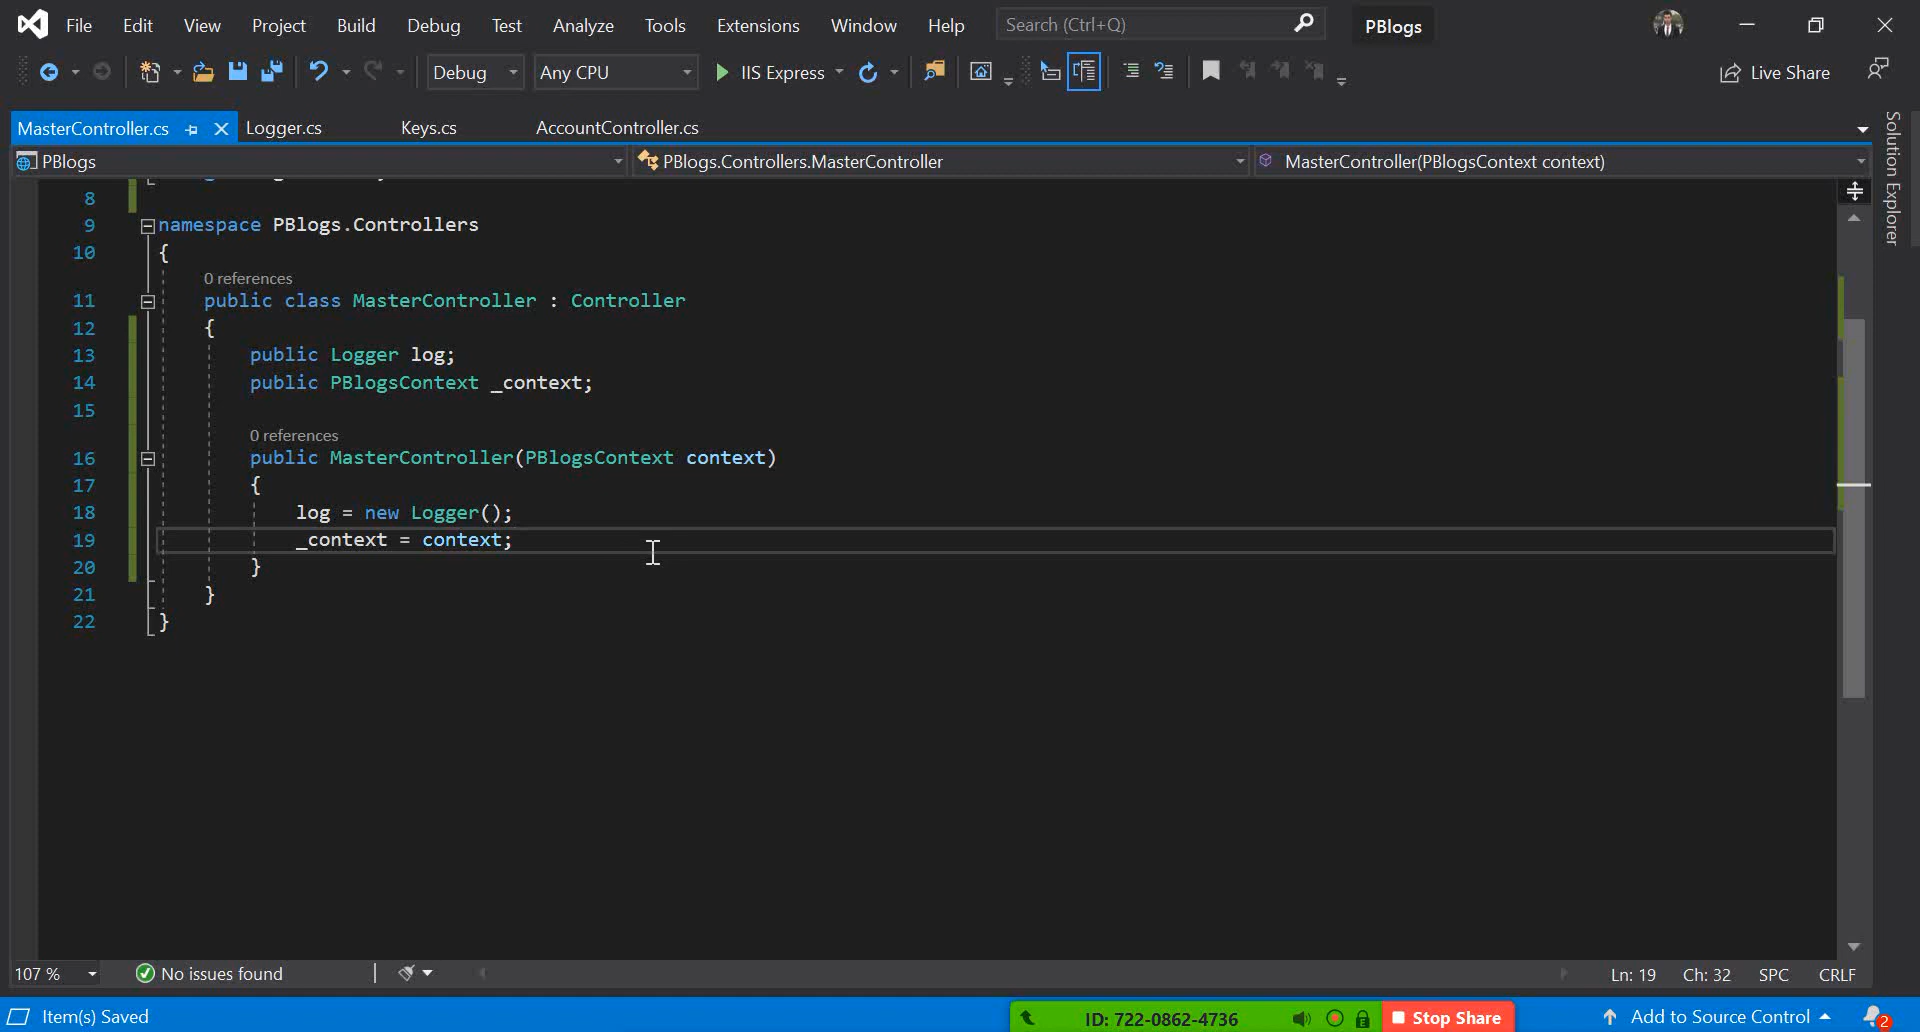 File Edit View Project Build Debug Test Analyze Tools Extensions Window Help Search (Ctrl+Q) PBlogs
Debug Any CPU IIS Express Live Share
MasterController.cs Logger.cs Keys.cs AccountController.cs
PBlogs PBlogs.Controllers.MasterController MasterController(PBlogsContext context)
Solution Explorer
8
9 namespace PBlogs.Controllers
10 {
0 references
11 public class MasterController : Controller
12 {
13 public Logger log;
14 public PBlogsContext _context;
15
0 references
16 public MasterController(PBlogsContext context)
17 {
18 log = new Logger();
19 _context = context;
20 }
21 }
22 }
107 % No issues found Ln: 19 Ch: 32 SPC CRLF
Item(s) Saved ID: 722-0862-4736 Stop Share Add to Source Control 2